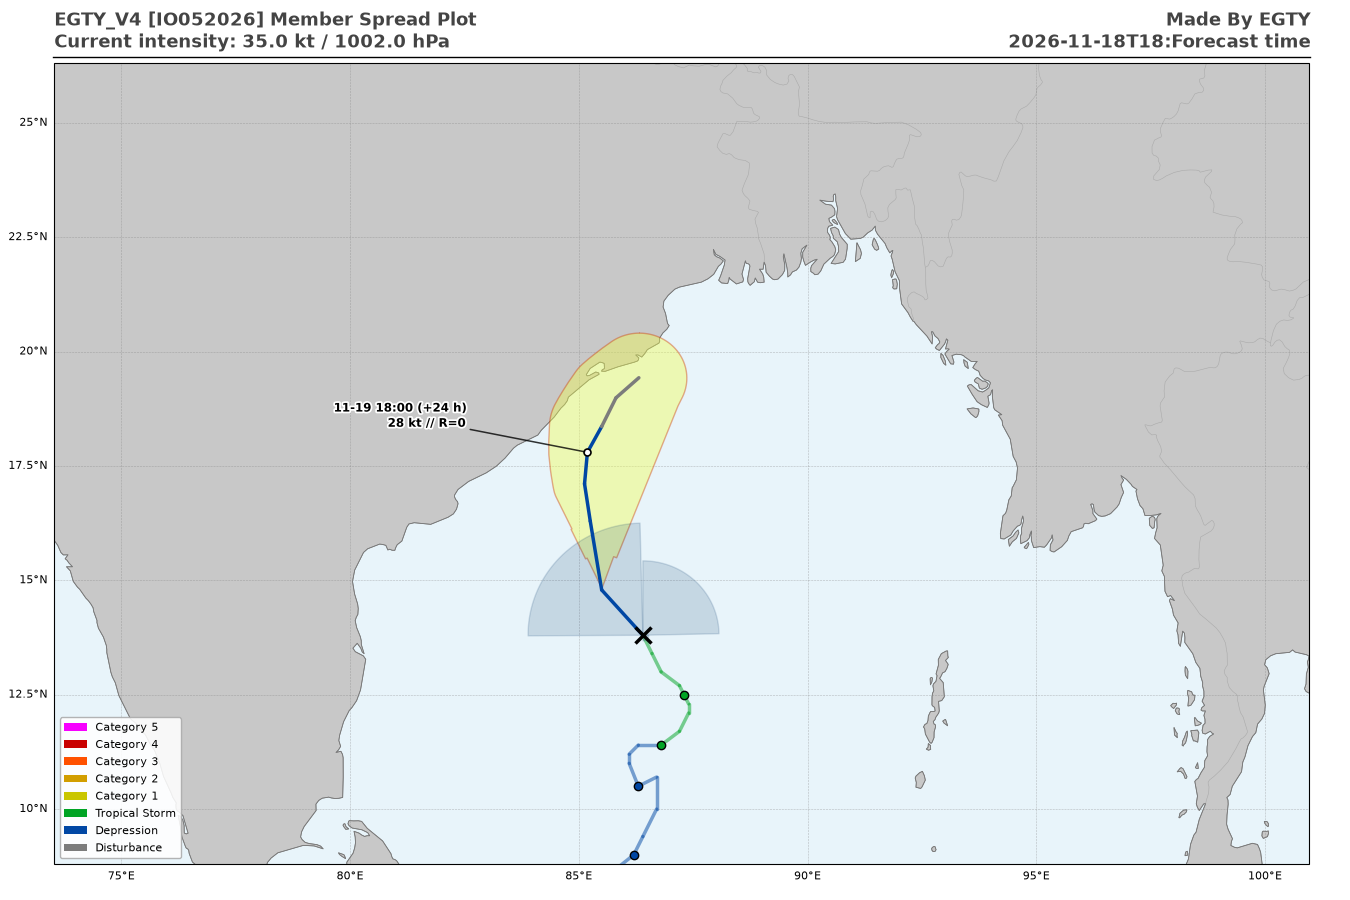 EGTY_V4 [IO052026] Member Spread Plot
Made By EGTY
Current intensity: 35.0 kt / 1002.0 hPa
2026-11-18T18:Forecast time
25°N
22.5°N
20°N
17.5°N
15°N
12.5°N
10°N
11-19 18:00 (+24 h)
28 kt // R=0
Category 5
Category 4
Category 3
Category 2
Category 1
Tropical Storm
Depression
Disturbance
75°E
80°E
85°E
90°E
95°E
100°E